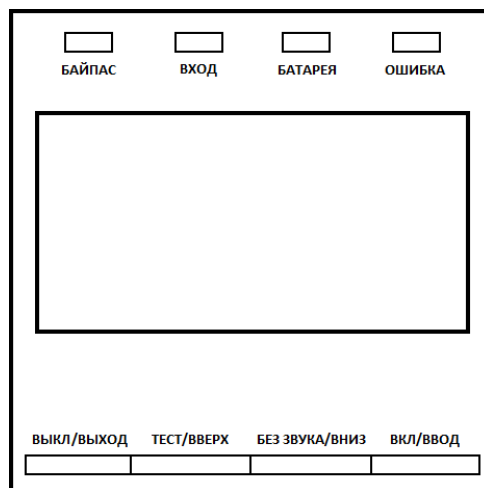 БАЙПАС ВХОД БАТАРЕЯ ОШИБКА
ВЫКЛ/ВЫХОД ТЕСТ/ВВЕРХ БЕЗ ЗВУКА/ВНИЗ ВКЛ/ВВОД